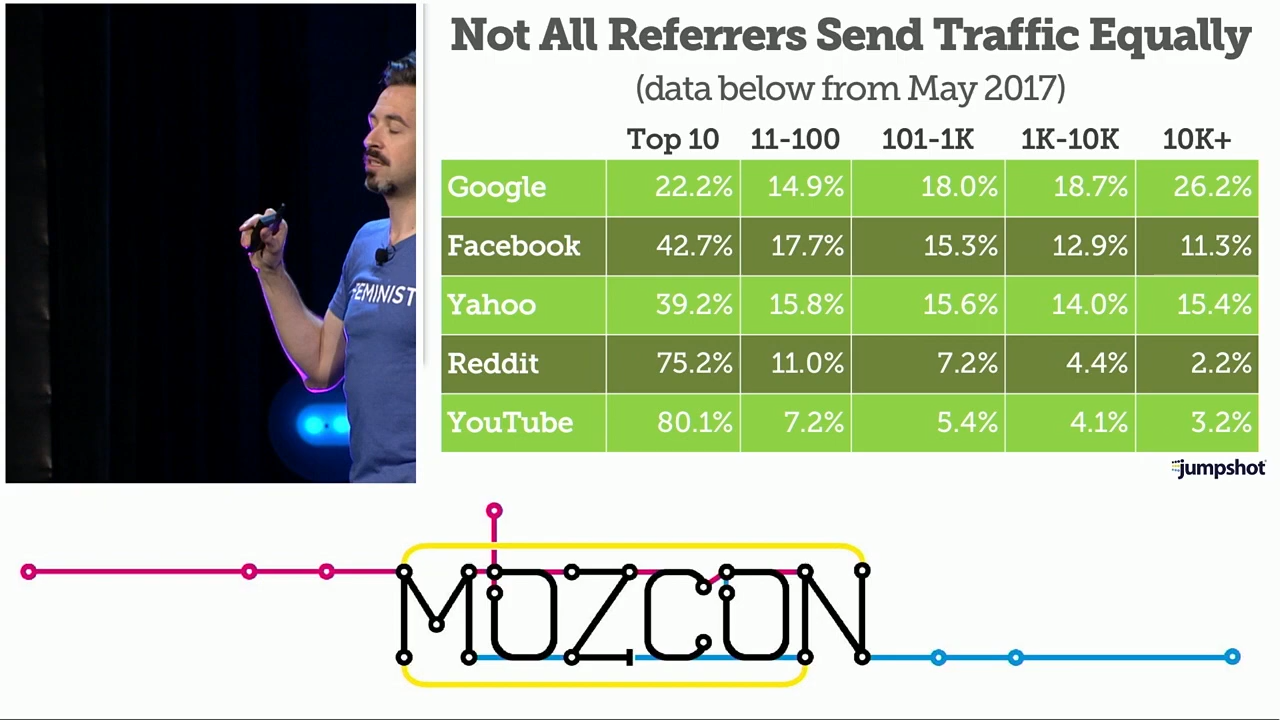 Not All Referrers Send Traffic Equally
(data below from May 2017)
Top 10 11-100 101-1K 1K-10K 10K+
Google 22.2% 14.9% 18.0% 18.7% 26.2%
Facebook 42.7% 17.7% 15.3% 12.9% 11.3%
Yahoo 39.2% 15.8% 15.6% 14.0% 15.4%
Reddit 75.2% 11.0% 7.2% 4.4% 2.2%
YouTube 80.1% 7.2% 5.4% 4.1% 3.2%
jumpshot
FEMINIST
MOZCON